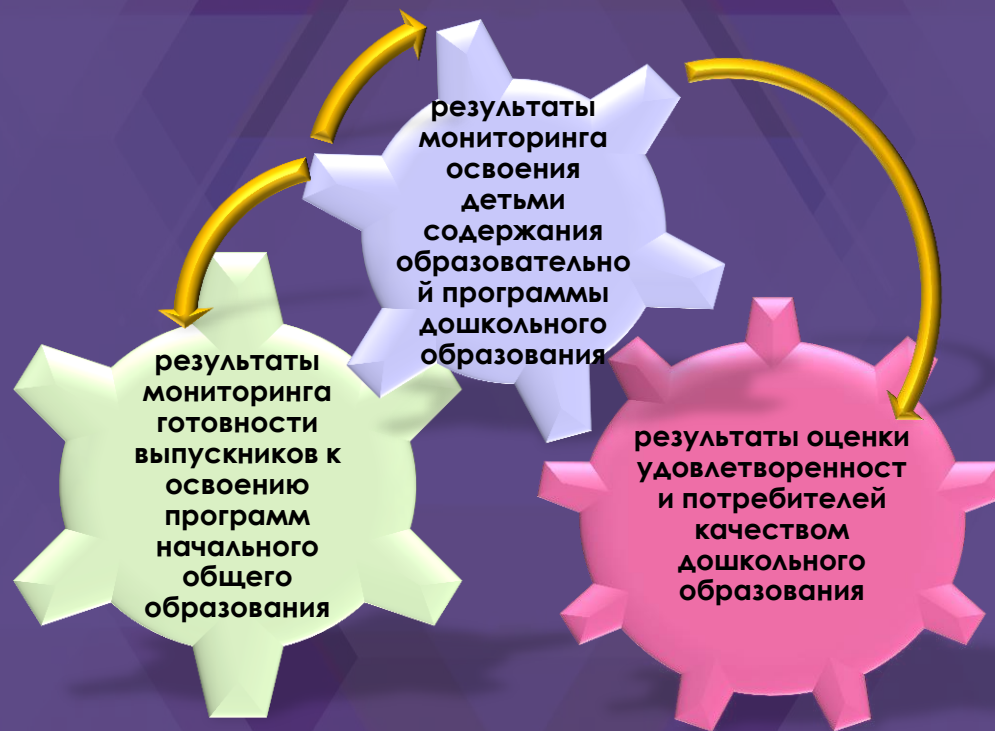 результаты
мониторинга
освоения
детьми
содержания
образовательно
й программы
дошкольного
образования
результаты
мониторинга
готовности
выпускников к
освоению
программ
начального
общего
образования
результаты оценки
удовлетворенност
и потребителей
качеством
дошкольного
образования